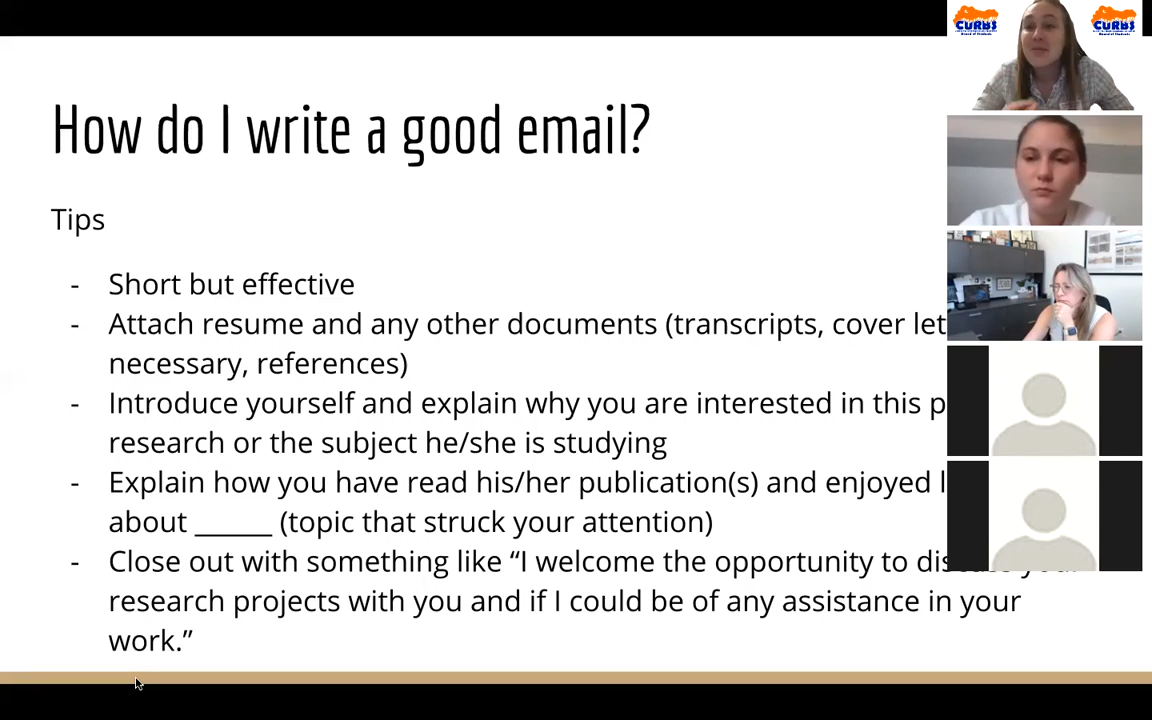 How do I write a good email?
Tips
- Short but effective
- Attach resume and any other documents (transcripts, cover
necessary, references)
- Introduce yourself and explain why you are interested in this
research or the subject he/she is studying
- Explain how you have read his/her publication(s) and enjoyed
about ______ (topic that struck your attention)
- Close out with something like “I welcome the opportunity to
research projects with you and if I could be of any assistance in your
work.”
CURBS
CURBS